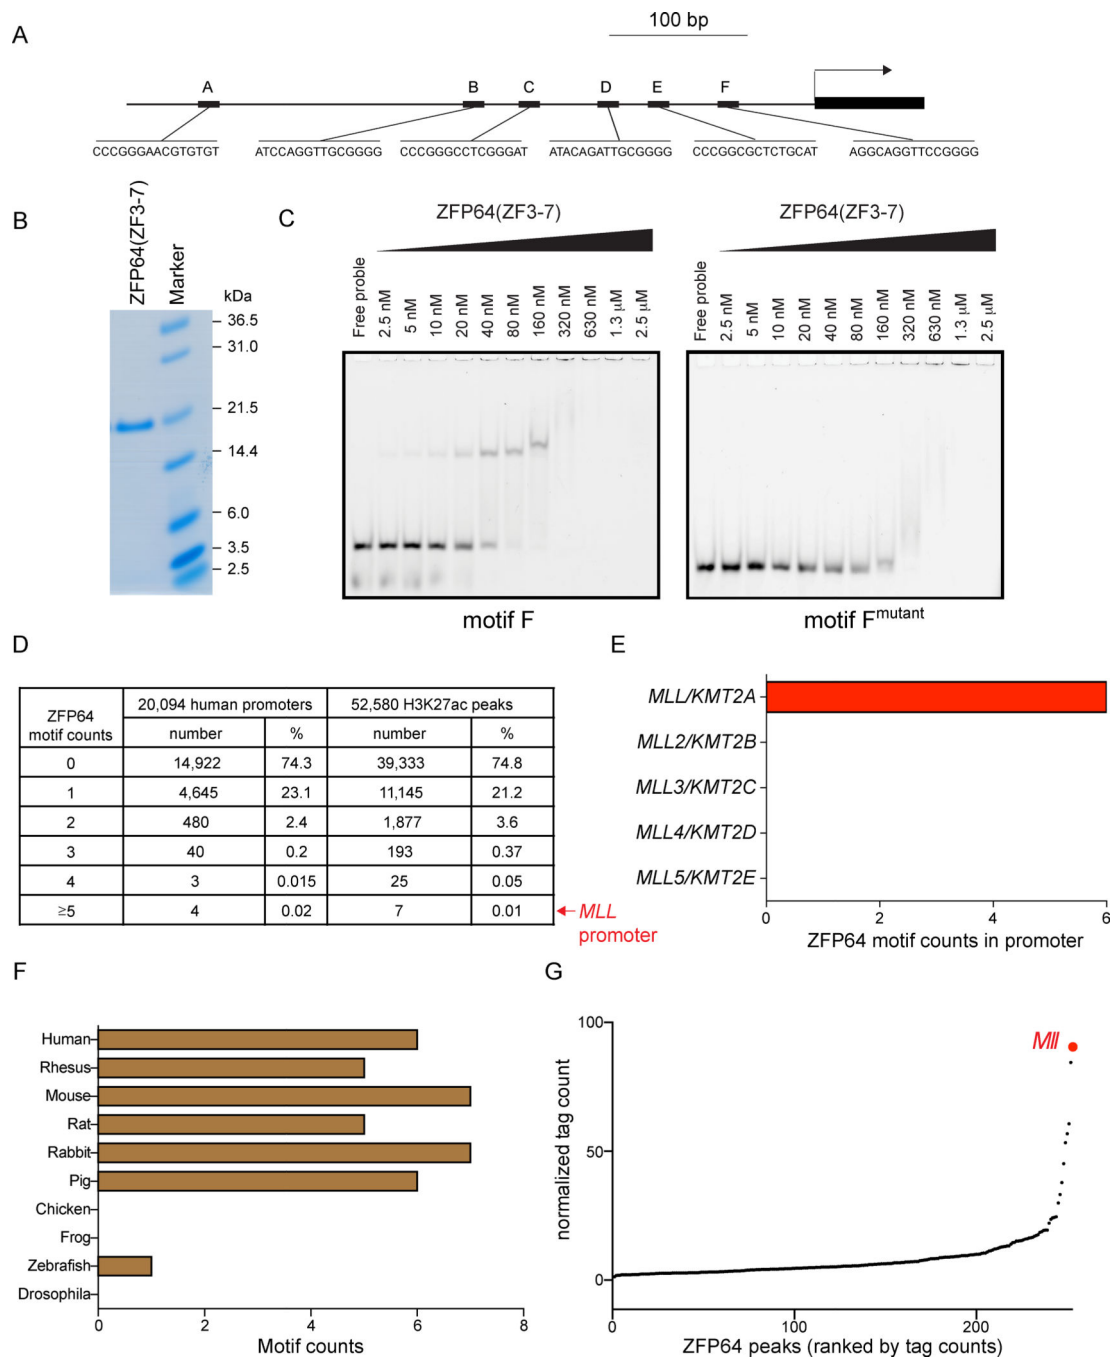 A
100 bp
A B C D E F
CCCGGGAACGTGTGT ATCCAGGTTGCGGGG CCCGGGCCTCGGGAT ATACAGATTGCGGGG CCCGGCGCTCTGCAT AGGCAGGTTCCGGGG
B
ZFP64(ZF3-7)
Marker
kDa
36.5
31.0
21.5
14.4
6.0
3.5
2.5
C
ZFP64(ZF3-7)
Free proble
2.5 nM
5 nM
10 nM
20 nM
40 nM
80 nM
160 nM
320 nM
630 nM
1.3 µM
2.5 µM
motif F
ZFP64(ZF3-7)
Free proble
2.5 nM
5 nM
10 nM
20 nM
40 nM
80 nM
160 nM
320 nM
630 nM
1.3 µM
2.5 µM
motif Fmutant
D
ZFP64 motif counts
20,094 human promoters 52,580 H3K27ac peaks
number % number %
0 14,922 74.3 39,333 74.8
1 4,645 23.1 11,145 21.2
2 480 2.4 1,877 3.6
3 40 0.2 193 0.37
4 3 0.015 25 0.05
≥5 4 0.02 7 0.01
MLL
promoter
E
MLL/KMT2A
MLL2/KMT2B
MLL3/KMT2C
MLL4/KMT2D
MLL5/KMT2E
0 2 4 6
ZFP64 motif counts in promoter
F
Human
Rhesus
Mouse
Rat
Rabbit
Pig
Chicken
Frog
Zebrafish
Drosophila
0 2 4 6 8
Motif counts
G
normalized tag count
100
50
0
Mll
0 100 200
ZFP64 peaks (ranked by tag counts)